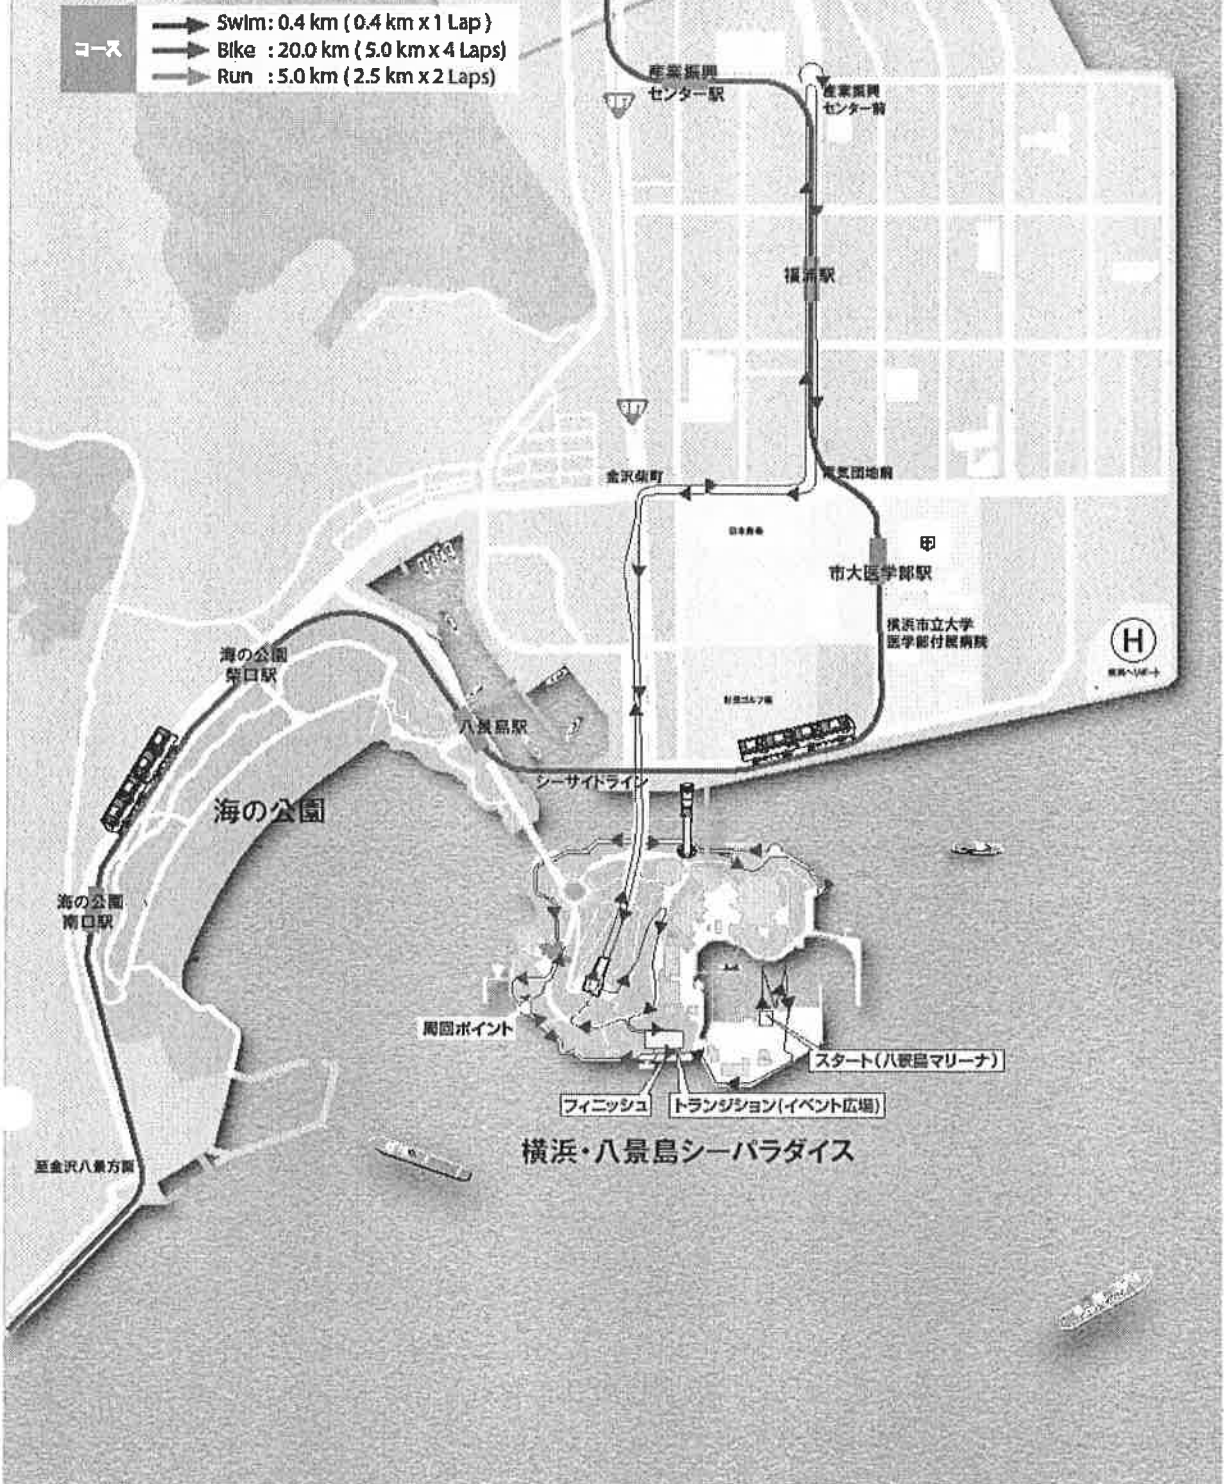 コース
Swim: 0.4 km ( 0.4 km x 1 Lap )
Bike : 20.0 km ( 5.0 km x 4 Laps)
Run : 5.0 km ( 2.5 km x 2 Laps)
産業振興
センター駅
産業振興
センター前
福浦駅
金沢柴町
電気団地前
市大医学部駅
横浜市立大学
医学部付属病院
H
海の公園
柴口駅
八景島駅
シーサイドライン
海の公園
海の公園
南口駅
周回ポイント
スタート(八景島マリーナ)
フィニッシュ
トランジション(イベント広場)
横浜・八景島シーパラダイス
至金沢八景方面